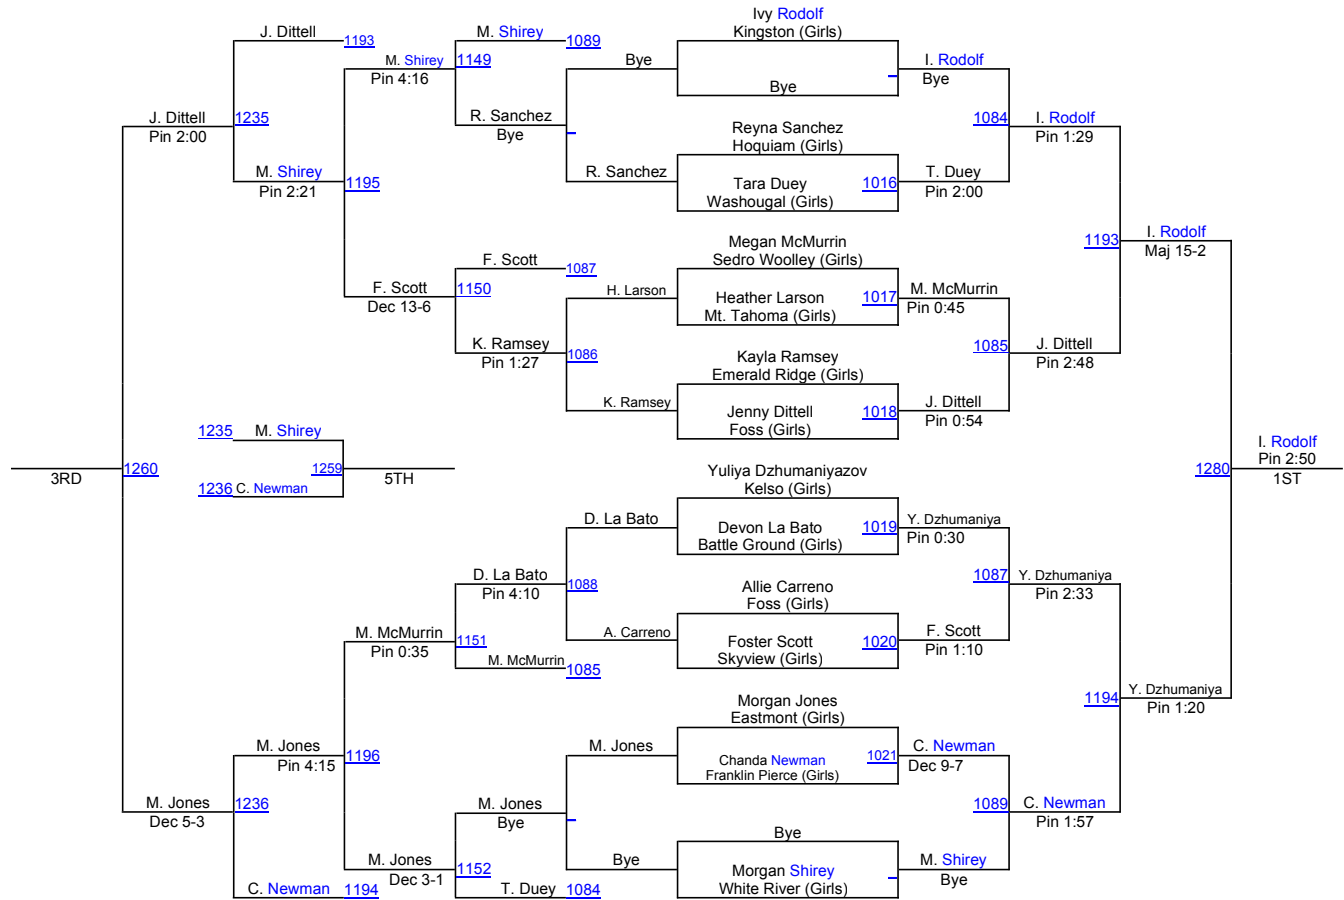 Ivy Rodolf
Kingston (Girls)
J. Dittell
1193
M. Shirey
1089
M. Shirey
1149
Pin 4:16
Bye
Bye
I. Rodolf
Bye
J. Dittell
1235
Pin 2:00
R. Sanchez
Bye
1084
I. Rodolf
Pin 1:29
Reyna Sanchez
Hoquiam (Girls)
M. Shirey
1195
Pin 2:21
R. Sanchez
Tara Duey
1016
Washougal (Girls)
T. Duey
Pin 2:00
1193
I. Rodolf
Maj 15-2
Megan McMurrin
Sedro Woolley (Girls)
F. Scott
1087
F. Scott
1150
Dec 13-6
H. Larson
Heather Larson
1017
Mt. Tahoma (Girls)
M. McMurrin
Pin 0:45
K. Ramsey
1086
Pin 1:27
1085
J. Dittell
Pin 2:48
Kayla Ramsey
Emerald Ridge (Girls)
K. Ramsey
Jenny Dittell
1018
Foss (Girls)
J. Dittell
Pin 0:54
1235
M. Shirey
3RD
1260
1259
5TH
1236
C. Newman
1280
I. Rodolf
Pin 2:50
1ST
Yuliya Dzhumaniyazov
Kelso (Girls)
D. La Bato
Devon La Bato
1019
Battle Ground (Girls)
Y. Dzhumaniya
Pin 0:30
D. La Bato
1088
Pin 4:10
1087
Y. Dzhumaniya
Pin 2:33
Allie Carreno
Foss (Girls)
M. McMurrin
1151
Pin 0:35
A. Carreno
Foster Scott
1020
Skyview (Girls)
F. Scott
Pin 1:10
M. McMurrin
1085
1194
Y. Dzhumaniya
Pin 1:20
Morgan Jones
Eastmont (Girls)
M. Jones
1196
Pin 4:15
M. Jones
Chanda Newman
1021
Franklin Pierce (Girls)
C. Newman
Dec 9-7
M. Jones
1236
Dec 5-3
M. Jones
Bye
1089
C. Newman
Pin 1:57
Bye
M. Jones
1152
Dec 3-1
Bye
Morgan Shirey
White River (Girls)
M. Shirey
Bye
C. Newman
1194
T. Duey
1084